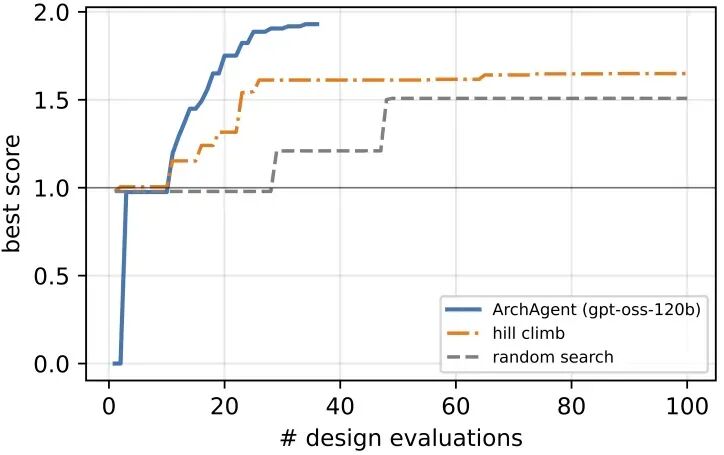 2.0
1.5
1.0
0.5
0.0
best score
ArchAgent (gpt-oss-120b)
hill climb
random search
0 20 40 60 80 100
# design evaluations